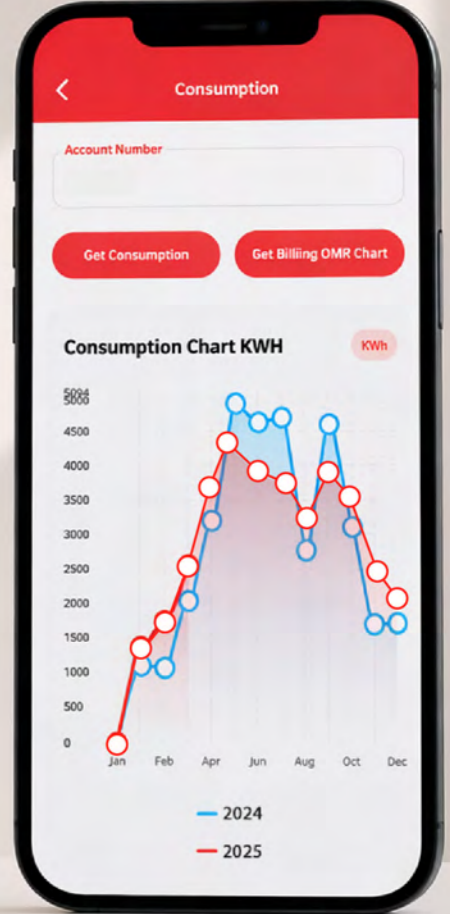 Consumption
Account Number
Get Consumption
Get Billiing OMR Chart
Consumption Chart KWH
KWh
5094
5000
4500
4000
3500
3000
2500
2000
1500
1000
500
0
Jan Feb Apr Jun Aug Oct Dec
2024
2025